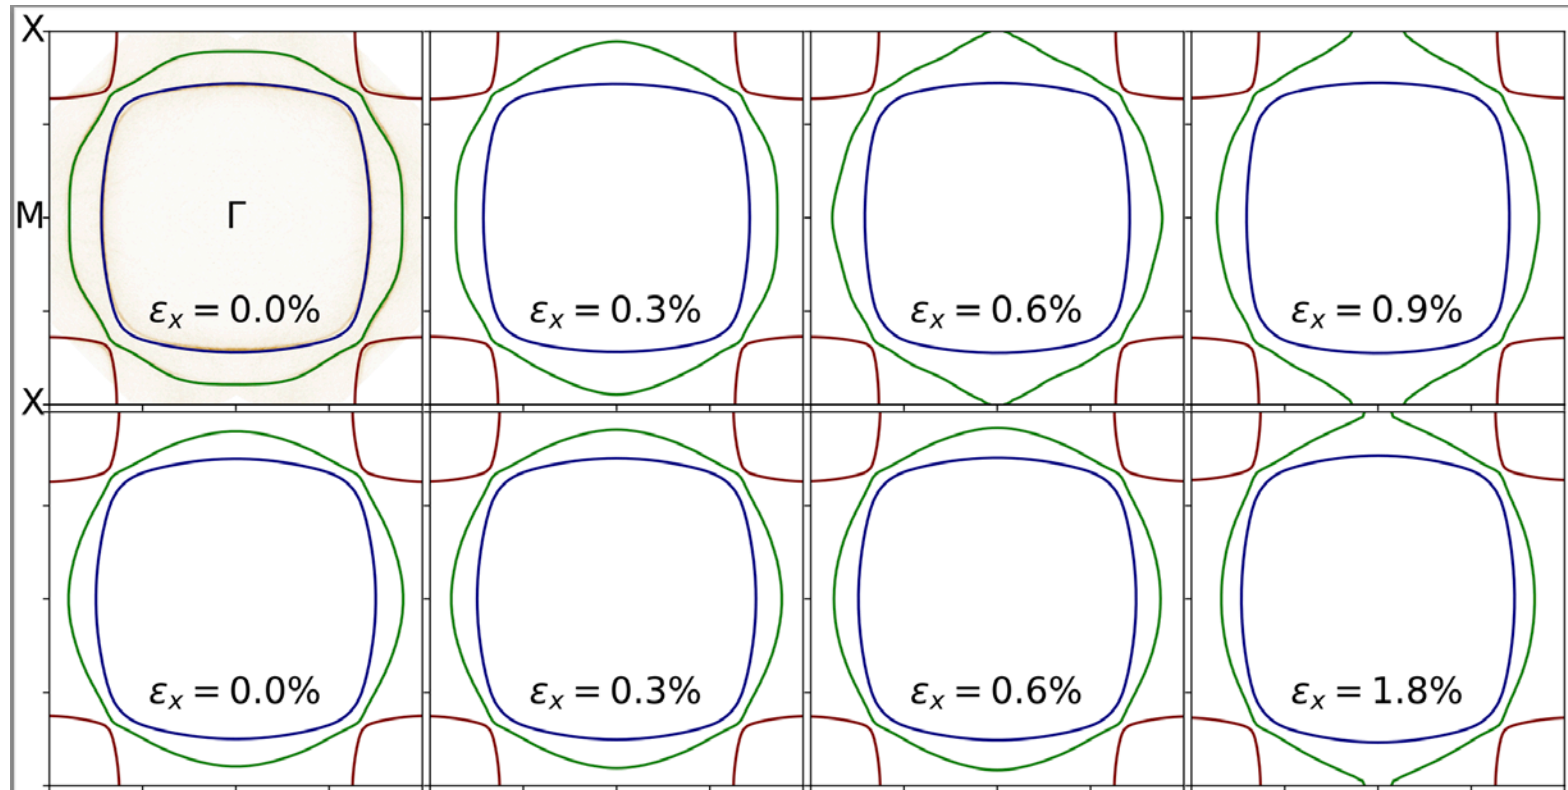 X
M
Γ
εₓ = 0.0%
εₓ = 0.3%
εₓ = 0.6%
εₓ = 0.9%
X
εₓ = 0.0%
εₓ = 0.3%
εₓ = 0.6%
εₓ = 1.8%